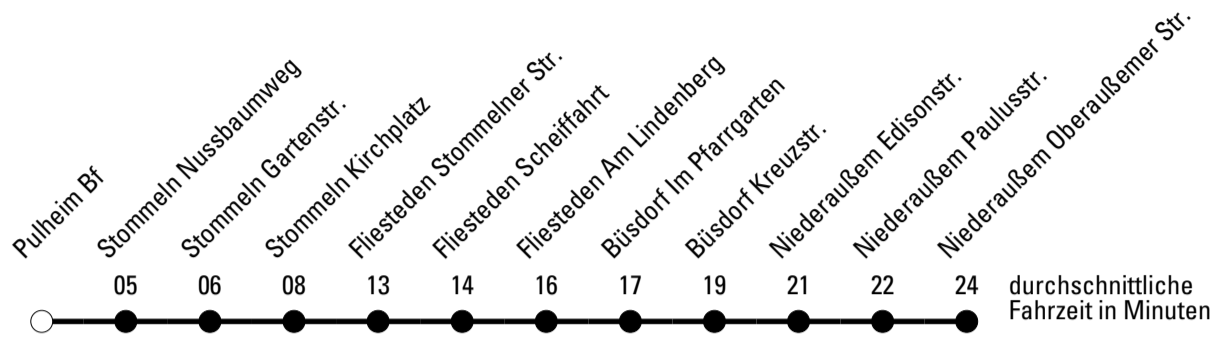 Pulheim Bf
Stommeln Nussbaumweg
Stommeln Gartenstr.
Stommeln Kirchplatz
Fliesteden Stommelner Str.
Fliesteden Scheiffahrt
Fliesteden Am Lindenberg
Büsdorf Im Pfarrgarten
Büsdorf Kreuzstr.
Niederaußem Edisonstr.
Niederaußem Paulusstr.
Niederaußem Oberaußemer Str.
05 06 08 13 14 16 17 19 21 22 24
durchschnittliche
Fahrzeit in Minuten